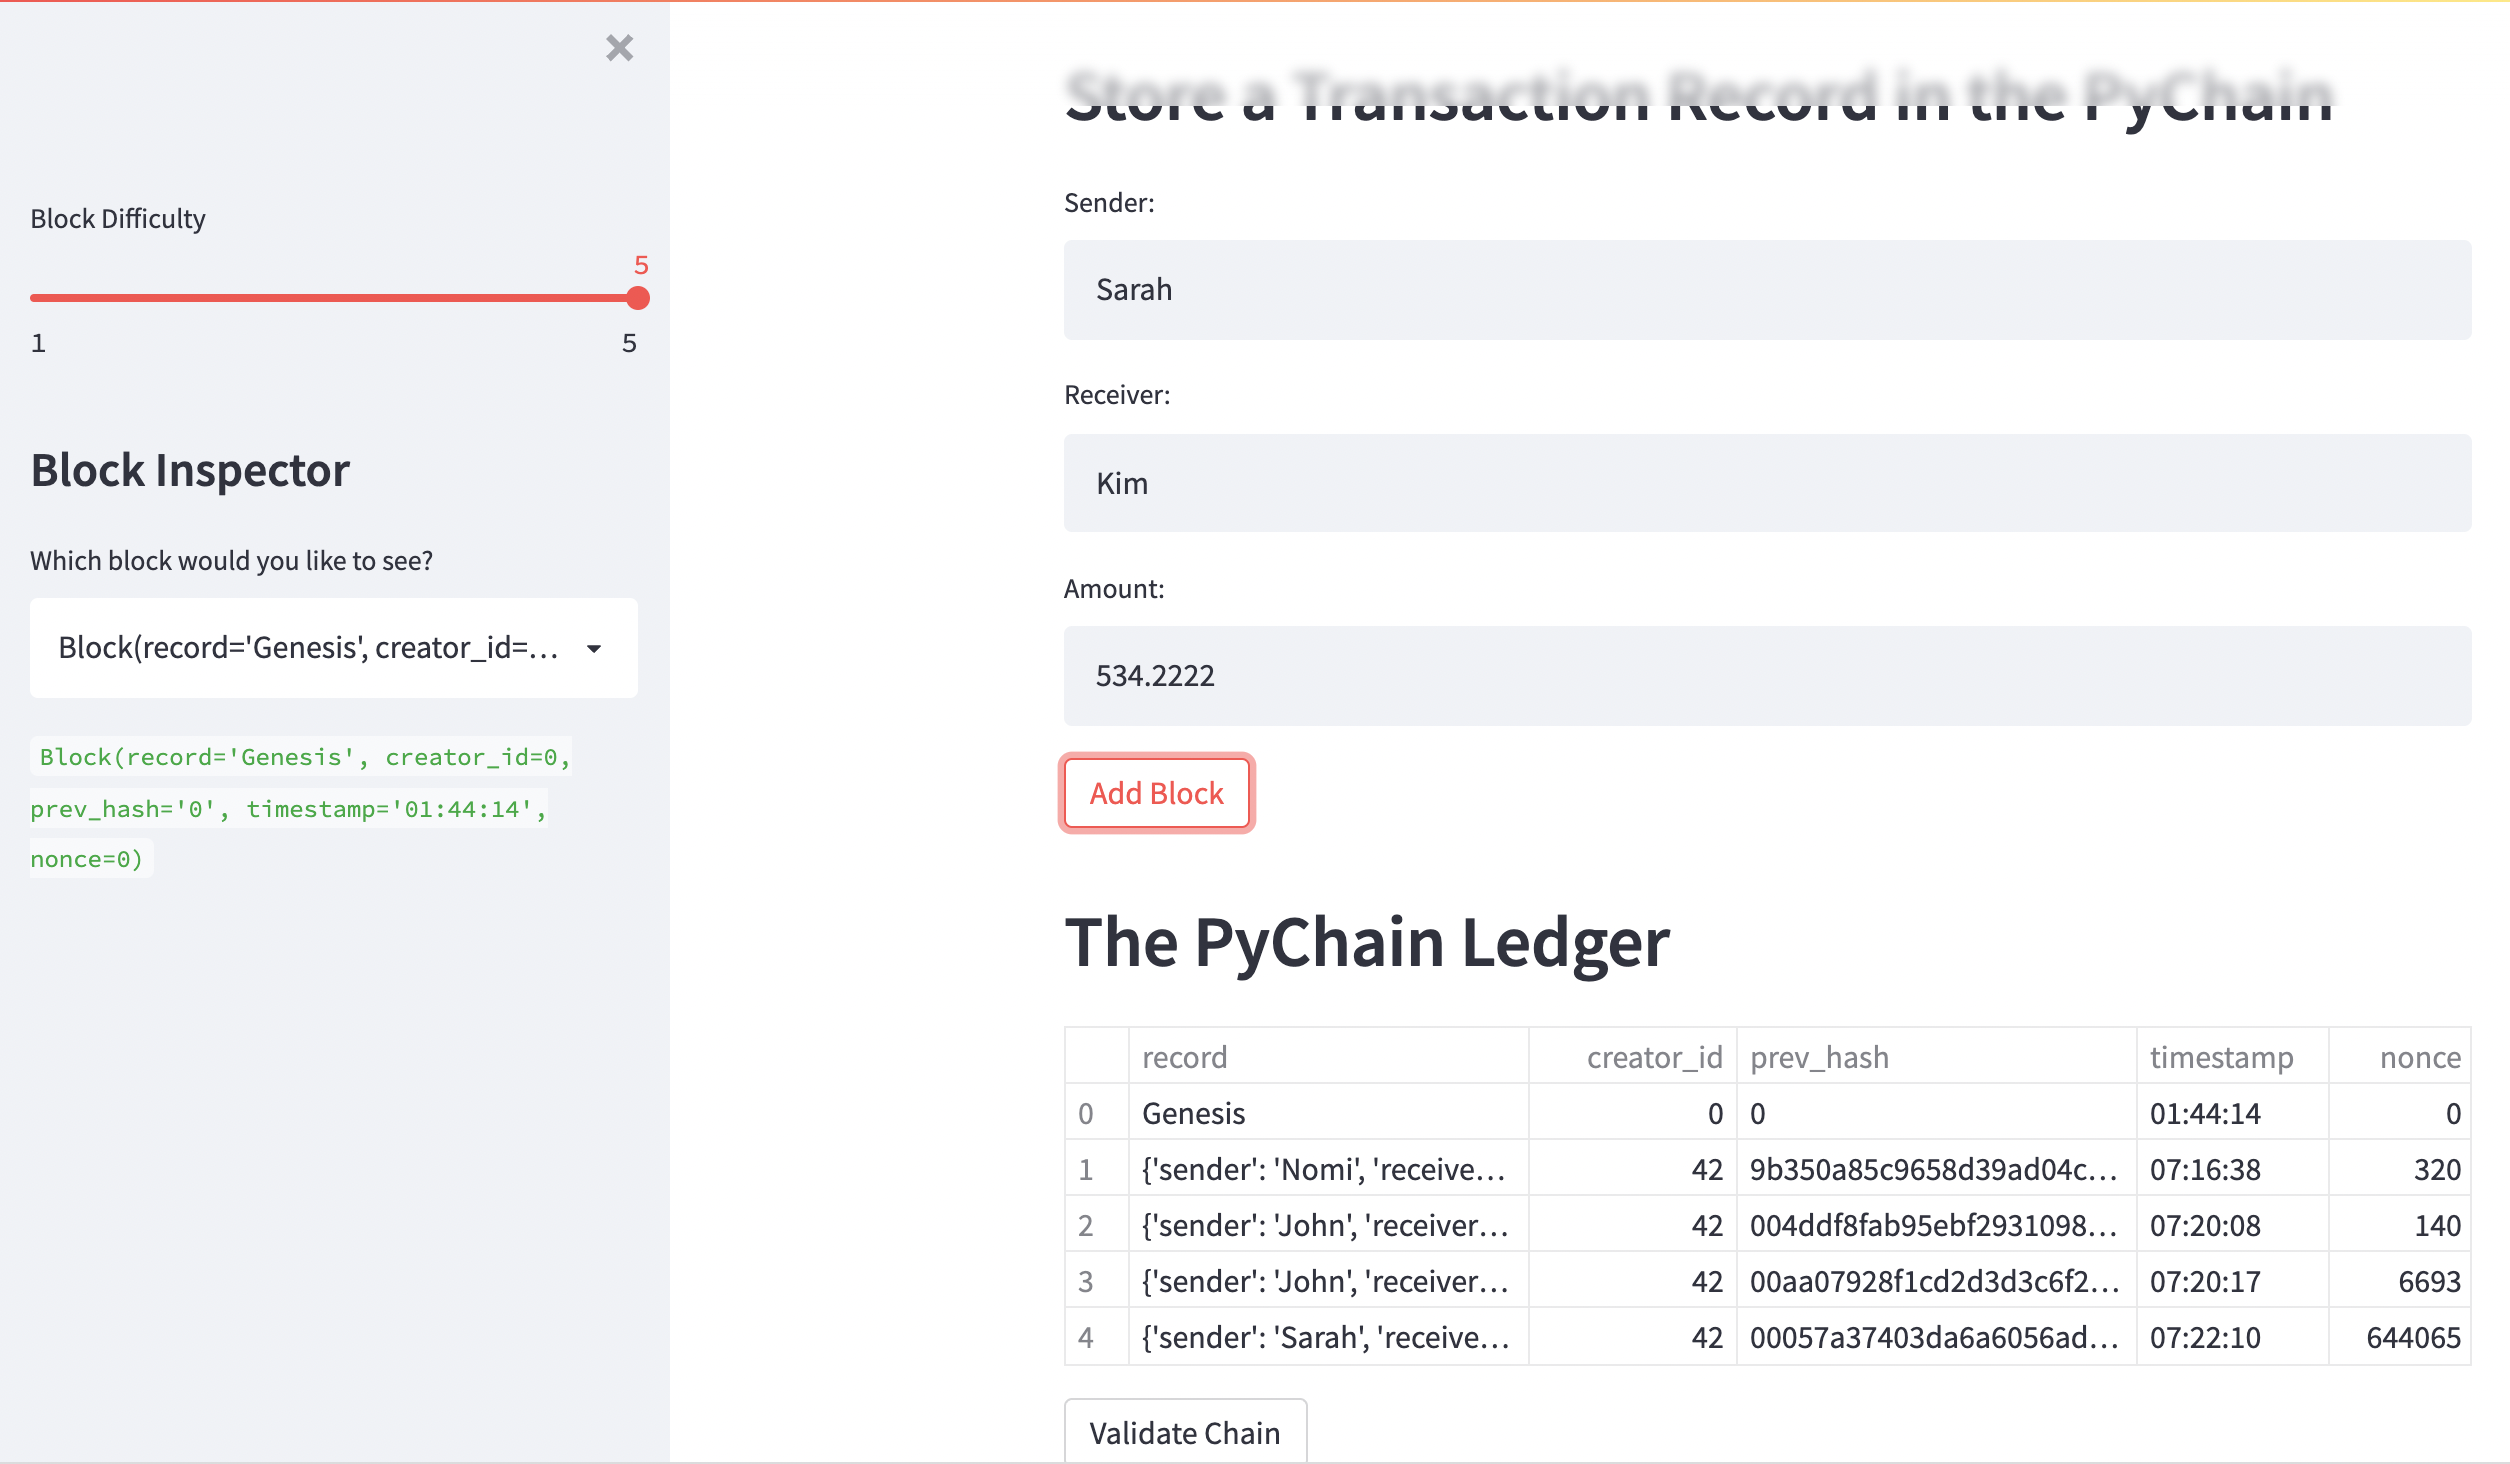 Block Difficulty
5
1 5
Block Inspector
Which block would you like to see?
Block(record='Genesis', creator_id=...
Block(record='Genesis', creator_id=0,
prev_hash='0', timestamp='01:44:14',
nonce=0)
Store a Transaction Record in the PyChain
Sender:
Sarah
Receiver:
Kim
Amount:
534.2222
Add Block
The PyChain Ledger
record creator_id prev_hash timestamp nonce
0 Genesis 0 0 01:44:14 0
1 {'sender': 'Nomi', 'receive... 42 9b350a85c9658d39ad04c... 07:16:38 320
2 {'sender': 'John', 'receiver... 42 004ddf8fab95ebf2931098... 07:20:08 140
3 {'sender': 'John', 'receiver... 42 00aa07928f1cd2d3d3c6f2... 07:20:17 6693
4 {'sender': 'Sarah', 'receive... 42 00057a37403da6a6056ad... 07:22:10 644065
Validate Chain